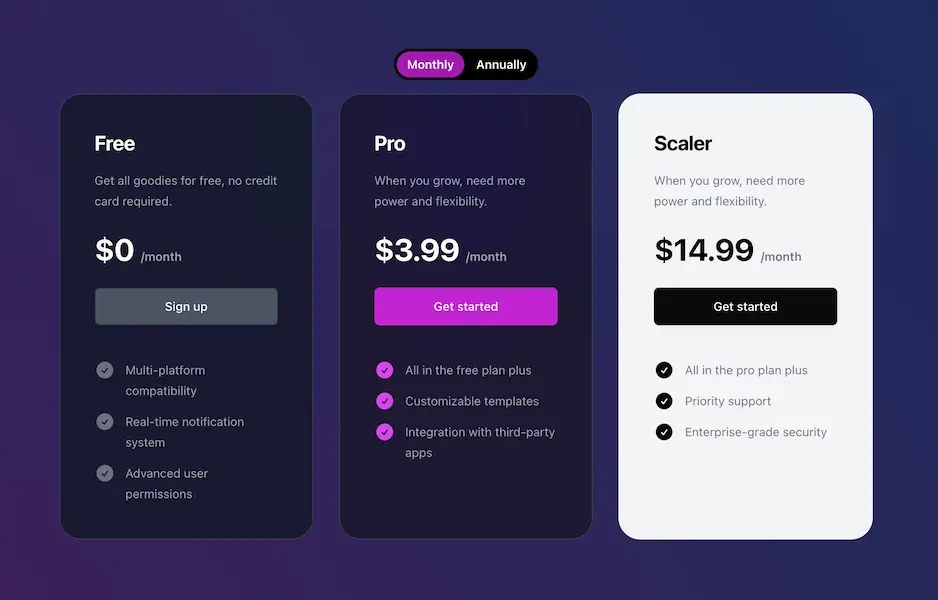 Monthly Annually
Free
Get all goodies for free, no credit
card required.
$0 /month
Sign up
Multi-platform
compatibility
Real-time notification
system
Advanced user
permissions
Pro
When you grow, need more
power and flexibility.
$3.99 /month
Get started
All in the free plan plus
Customizable templates
Integration with third-party
apps
Scaler
When you grow, need more
power and flexibility.
$14.99 /month
Get started
All in the pro plan plus
Priority support
Enterprise-grade security